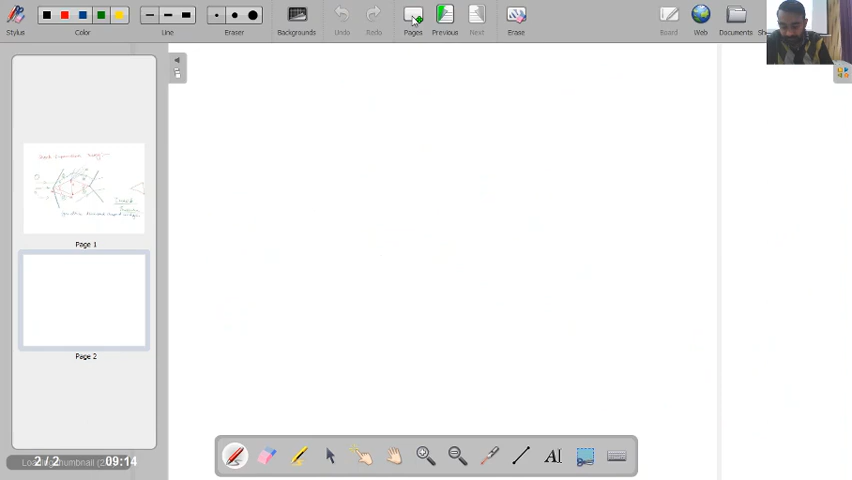 Stylus
Color
Line
Eraser
Backgrounds
Undo
Redo
Pages
Previous
Next
Erase
Board
Web
Documents
Page 1
Page 2
2 / 2
09:14